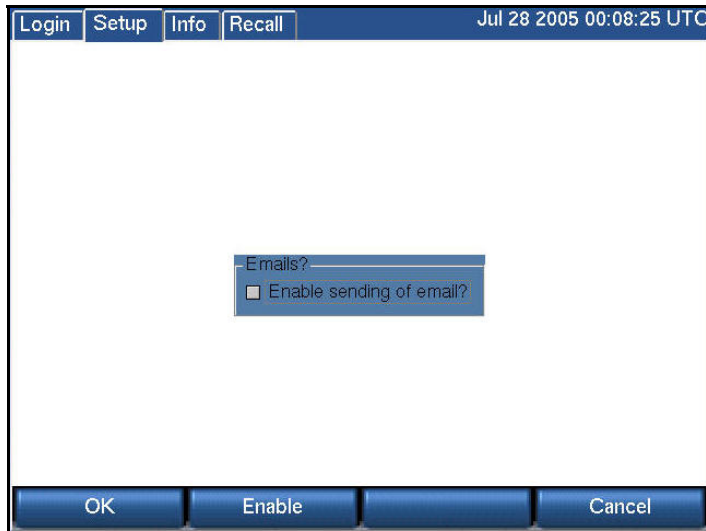 Login Setup Info Recall Jul 28 2005 00:08:25 UTC
Emails?
Enable sending of email?
OK Enable Cancel